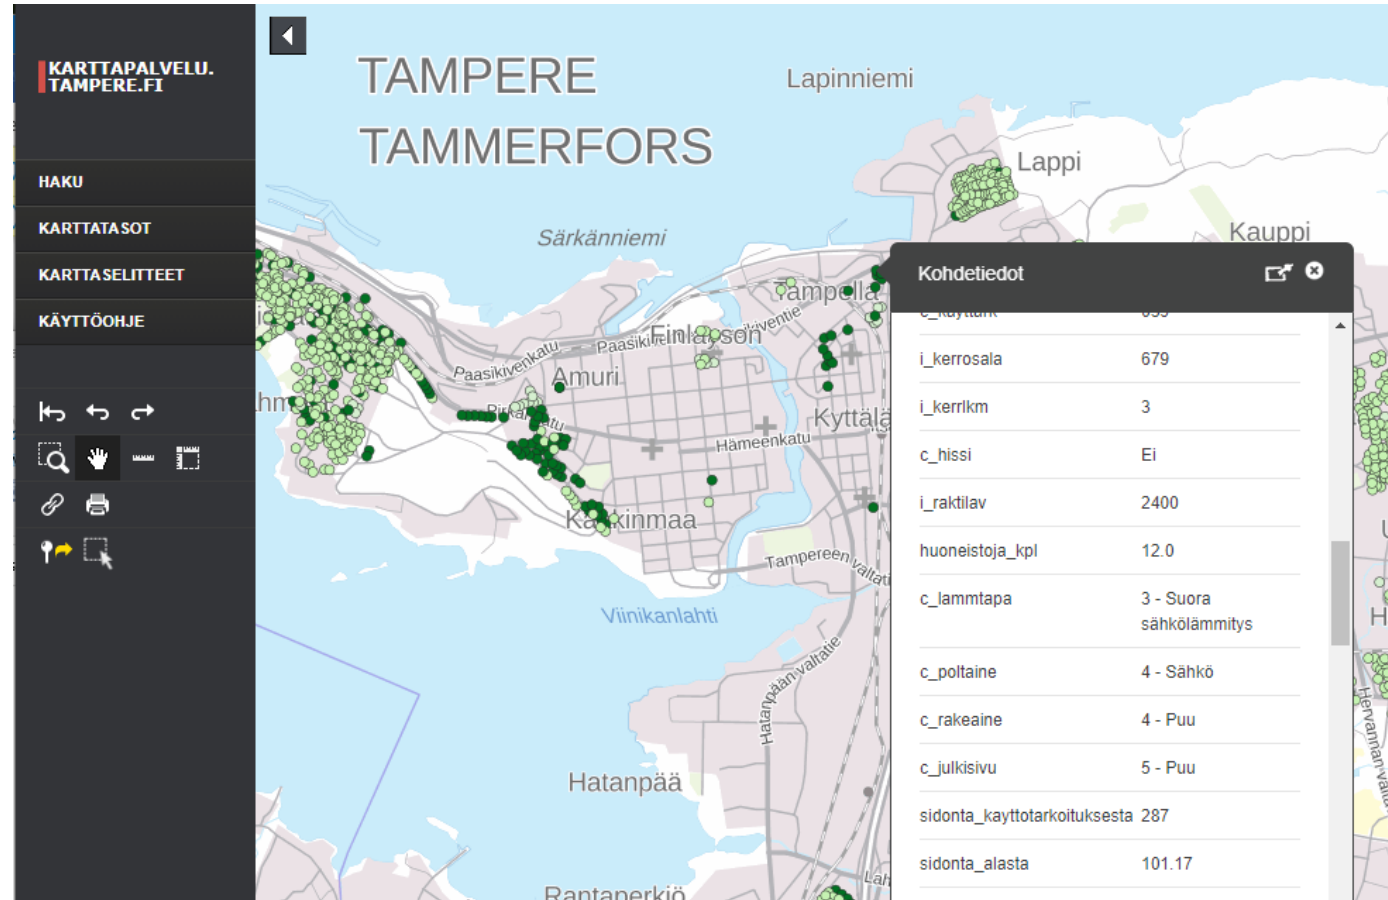 KARTTAPALVELU.
TAMPERE.FI
HAKU
KARTTATASOT
KARTTASELITTEET
KÄYTTÖOHJE
TAMPERE
TAMMERFORS
Lapinniemi
Lappi
Kauppi
Särkänniemi
Tampella
Finlayson
Paasikivenkatu
Amuri
Kyttälä
Hämeenkatu
Kaakinmaa
Tampereen valtatie
Viinikanlahti
Hatanpään valtatie
Hatanpää
Rantaperkiö
Lah
Hervannan valta
Kohdetiedot
i_kerrosala 679
i_kerrlkm 3
c_hissi Ei
i_raktilav 2400
huoneistoja_kpl 12.0
c_lammtapa 3 - Suora
sähkölämmitys
c_poltaine 4 - Sähkö
c_rakeaine 4 - Puu
c_julkisivu 5 - Puu
sidonta_kayttotarkoituksesta 287
sidonta_alasta 101.17